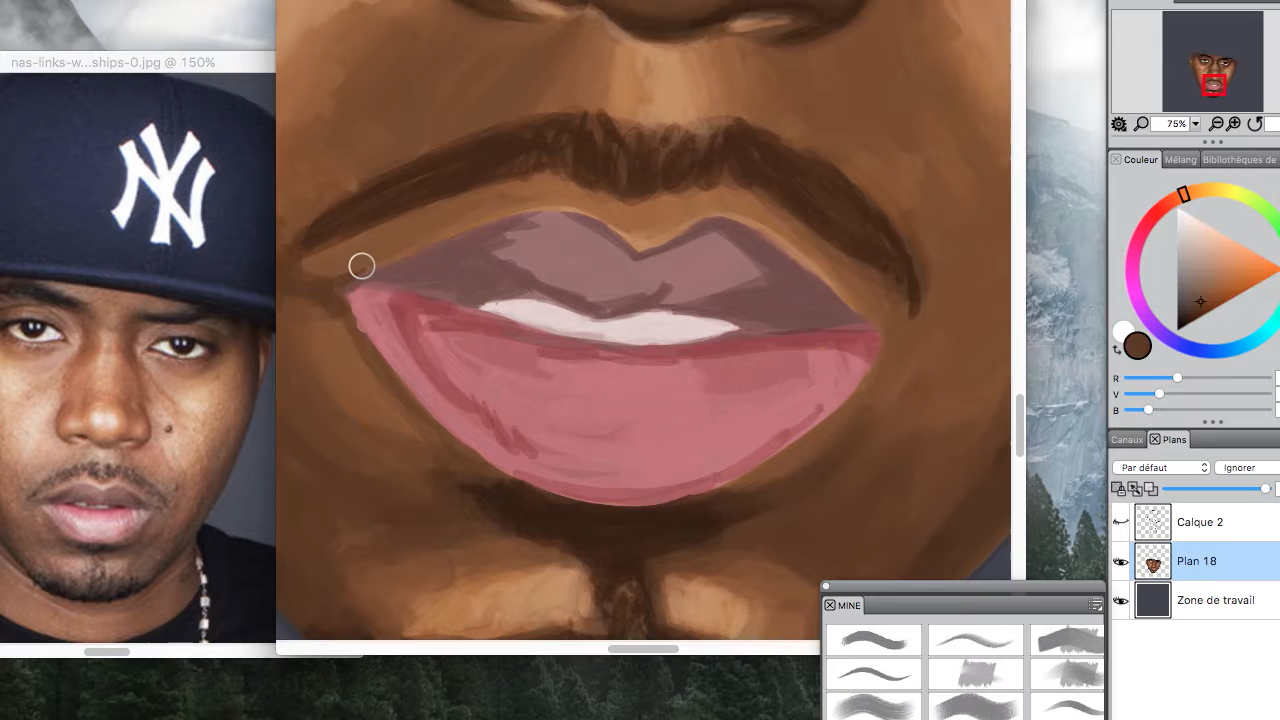 nas-links-w...ships-0.jpg @ 150%
NY
75%
Couleur
Mélang
Bibliothèques de
R
V
B
Canaux
Plans
Par défaut
Ignorer
Calque 2
Plan 18
Zone de travail
MINE